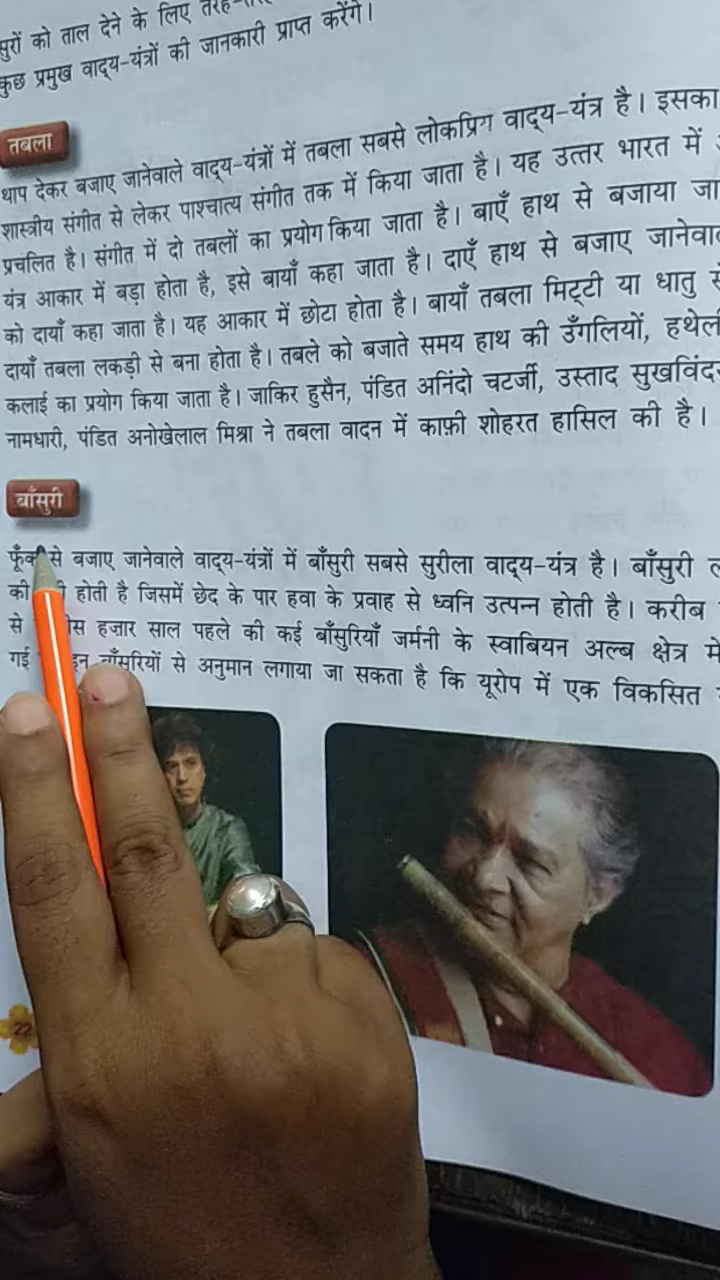 सुरों को ताल देने के लिए
कुछ प्रमुख वाद्य-यंत्रों की जानकारी प्राप्त करेंगे।
तबला
थाप देकर बजाए जानेवाले वाद्य-यंत्रों में तबला सबसे लोकप्रिय वाद्य-यंत्र है। इसका
शास्त्रीय संगीत से लेकर पाश्चात्य संगीत तक में किया जाता है। यह उत्तर भारत में
प्रचलित है। संगीत में दो तबलों का प्रयोग किया जाता है। बाएँ हाथ से बजाया
यंत्र आकार में बड़ा होता है, इसे बायाँ कहा जाता है। दाएँ हाथ से बजाए
को दायाँ कहा जाता है। यह आकार में छोटा होता है। बायाँ तबला मिट्टी या धातु
दायाँ तबला लकड़ी से बना होता है। तबले को बजाते समय हाथ की उँगलियों,
कलाई का प्रयोग किया जाता है। जाकिर हुसैन, पंडित अनिंदो चटर्जी, उस्ताद
नामधारी, पंडित अनोखेलाल मिश्रा ने तबला वादन में काफ़ी शोहरत हासिल की है।
बाँसुरी
से बजाए जानेवाले वाद्य-यंत्रों में बाँसुरी सबसे सुरीला वाद्य-यंत्र है। बाँसुरी
की होती है जिसमें छेद के पार हवा के प्रवाह से ध्वनि उत्पन्न होती है। करीब
से हज़ार साल पहले की कई बाँसुरियाँ जर्मनी के स्वाबियन अल्ब क्षेत्र में
गई इन बाँसुरियों से अनुमान लगाया जा सकता है कि यूरोप में एक विकसित
22